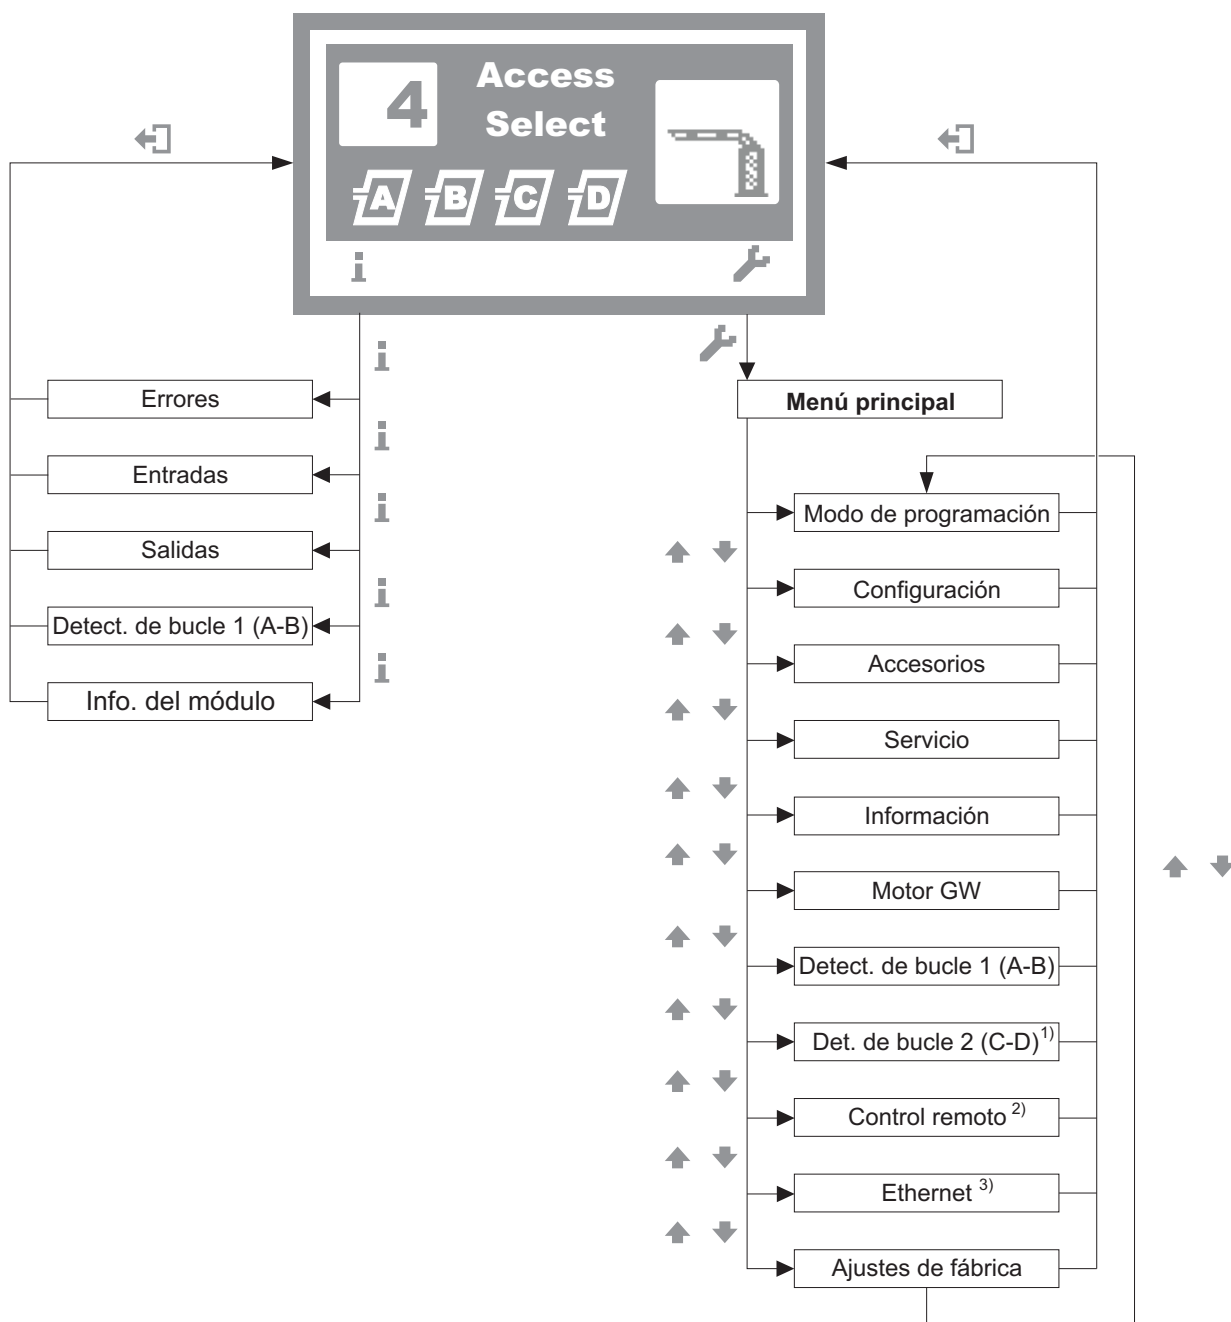 4
Access
Select
A B C D
i
i
Errores
i
Entradas
i
Salidas
i
Detect. de bucle 1 (A-B)
i
Info. del módulo
Menú principal
Modo de programación
Configuración
Accesorios
Servicio
Información
Motor GW
Detect. de bucle 1 (A-B)
Det. de bucle 2 (C-D) 1)
Control remoto 2)
Ethernet 3)
Ajustes de fábrica